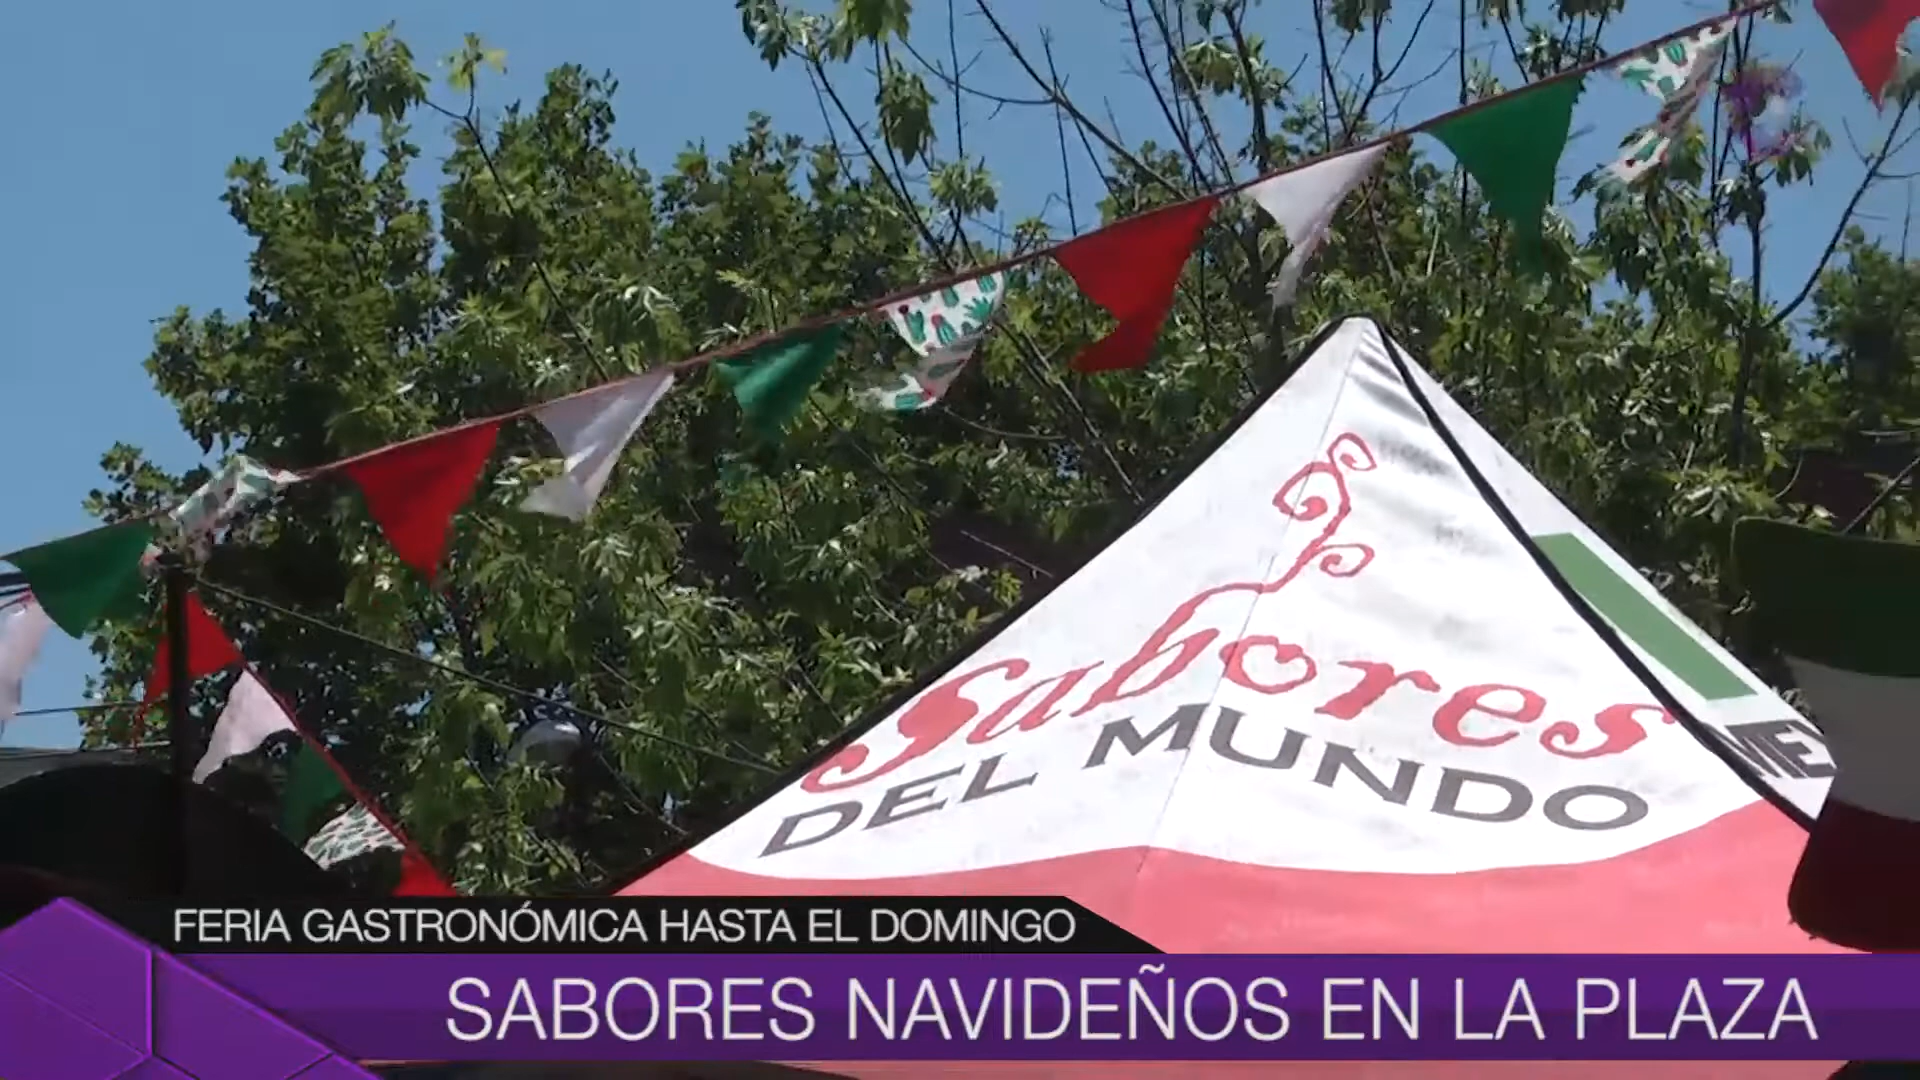 Sabores
DEL MUNDO
FERIA GASTRONÓMICA HASTA EL DOMINGO
SABORES NAVIDEÑOS EN LA PLAZA